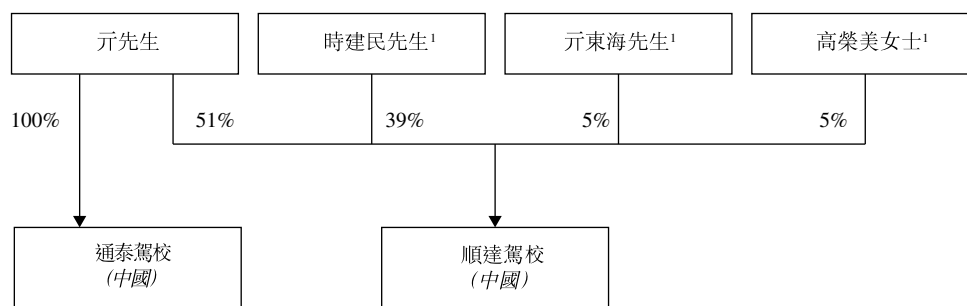 亓先生
時建民先生¹
亓東海先生¹
高榮美女士¹
100%
51%
39%
5%
5%
通泰駕校
(中國)
順達駕校
(中國)